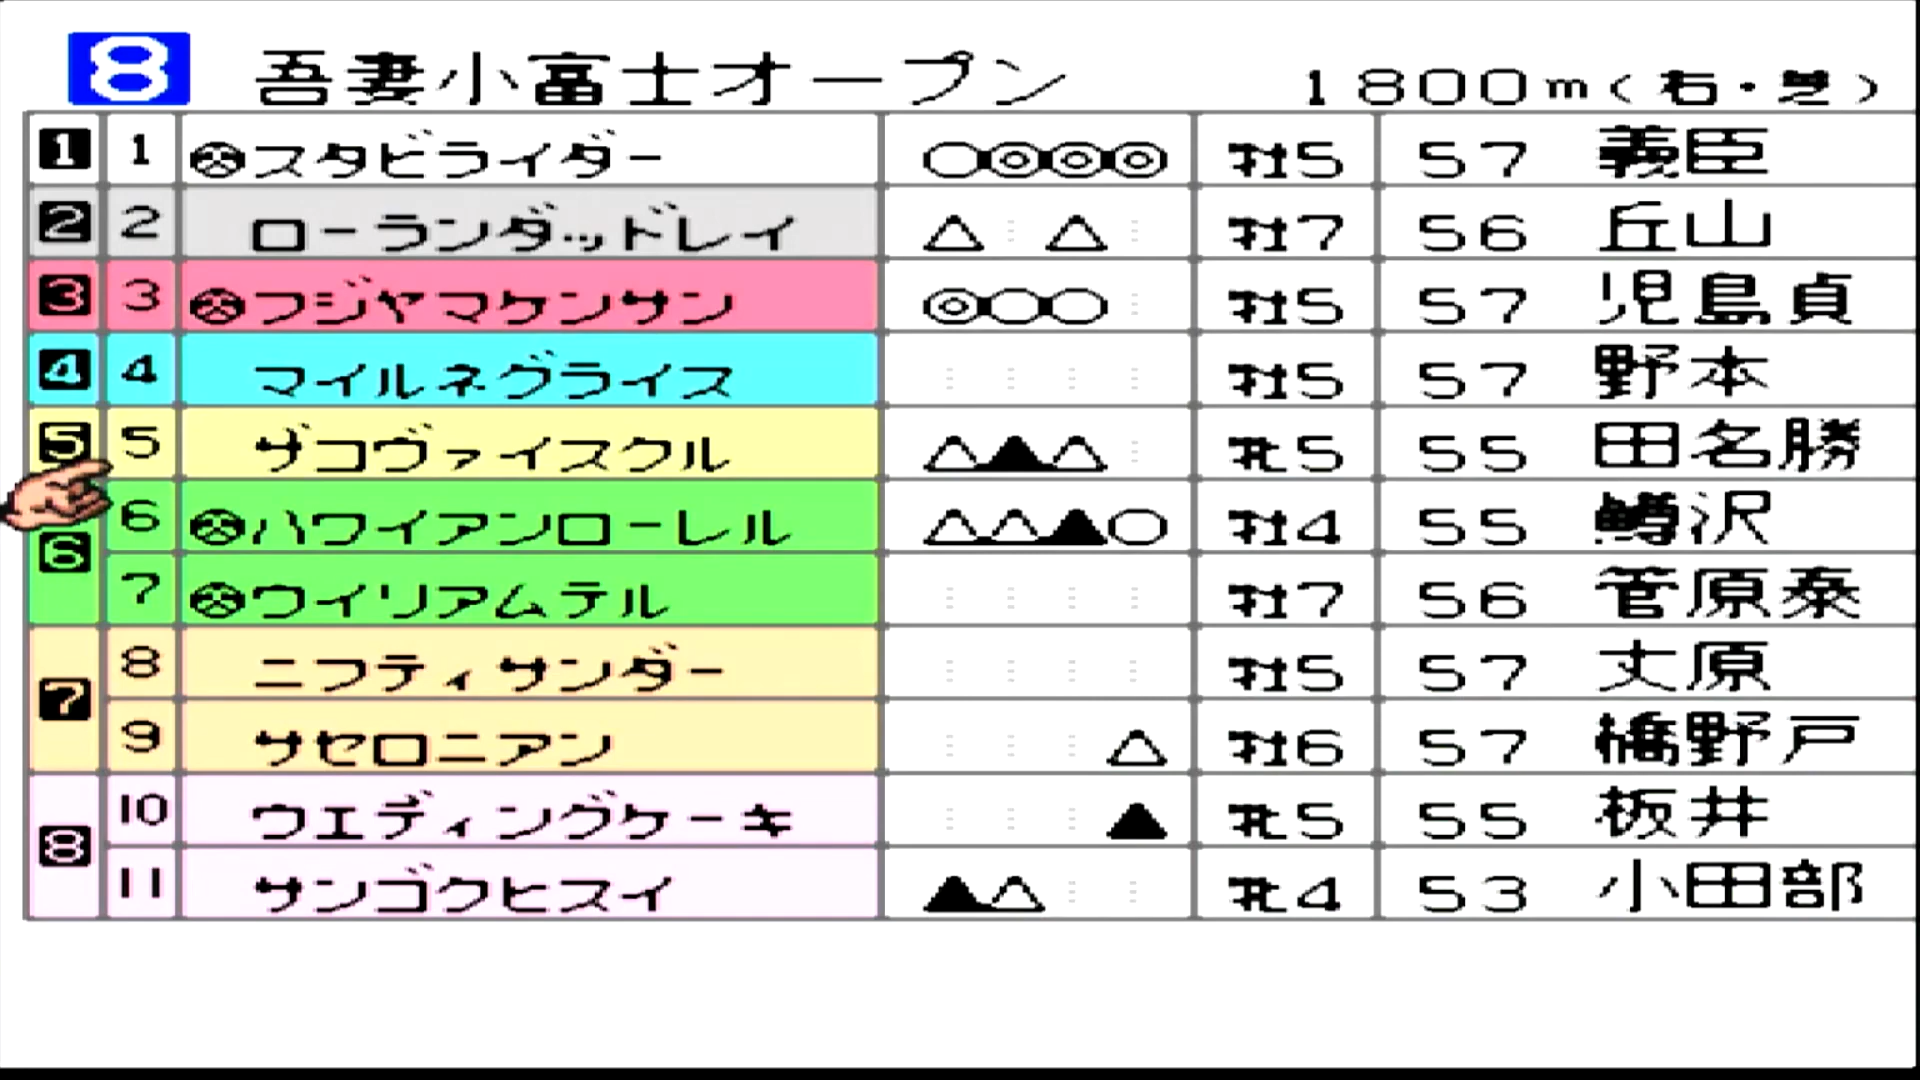 8 吾妻小富士オープン 1800m(右・芝)
1 1 スタビライダー ○◎◎◎ 牡5 57 義臣
2 2 ローランダッドレイ △ △ 牡7 56 丘山
3 3 フジヤマケンザン ◎○○ 牡5 57 児島貞
4 4 マイルネグライス 牡5 57 野本
5 5 ザコヴァイスクル △▲△ 牝5 55 田名勝
6 6 ハワイアンローレル △△▲○ 牡4 55 鱒沢
7 ウイリアムテル 牡7 56 菅原泰
7 8 ニフティサンダー 牡5 57 丈原
9 サセロニアン △ 牡6 57 橋野戸
8 10 ウエディングケーキ ▲ 牝5 55 板井
11 サンゴクヒスイ ▲△ 牝4 53 小田部